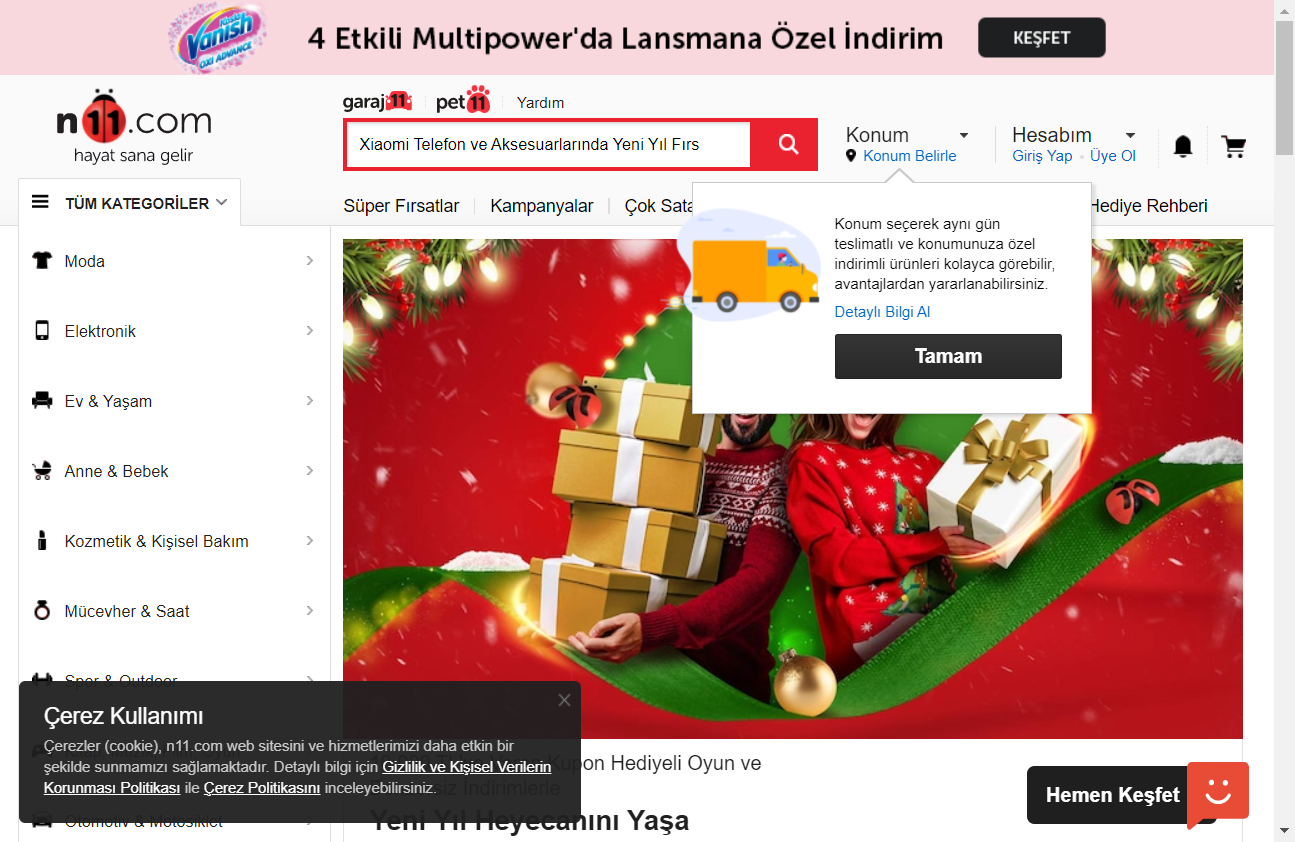 Vanish
OXI ADVANCE
4 Etkili Multipower'da Lansmana Özel İndirim
KEŞFET
n11.com
hayat sana gelir
garaj11
pet11
Yardım
Xiaomi Telefon ve Aksesuarlarında Yeni Yıl Fırs
Konum
Konum Belirle
Hesabım
Giriş Yap
Üye Ol
TÜM KATEGORİLER
Süper Fırsatlar
Kampanyalar
Çok Sata
Hediye Rehberi
Konum seçerek aynı gün
teslimatlı ve konumunuza özel
indirimli ürünleri kolayca görebilir,
avantajlardan yararlanabilirsiniz.
Detaylı Bilgi Al
Tamam
Moda
Elektronik
Ev & Yaşam
Anne & Bebek
Kozmetik & Kişisel Bakım
Mücevher & Saat
Spor & Outdoor
Otomotiv & Motosiklet
Çerez Kullanımı
Çerezler (cookie), n11.com web sitesini ve hizmetlerimizi daha etkin bir
şekilde sunmamızı sağlamaktadır. Detaylı bilgi için Gizlilik ve Kişisel Verilerin
Korunması Politikası ile Çerez Politikasını inceleyebilirsiniz.
Kupon Hediyeli Oyun ve
İndirimlerle
Yeni Yıl Heyecanını Yaşa
Hemen Keşfet